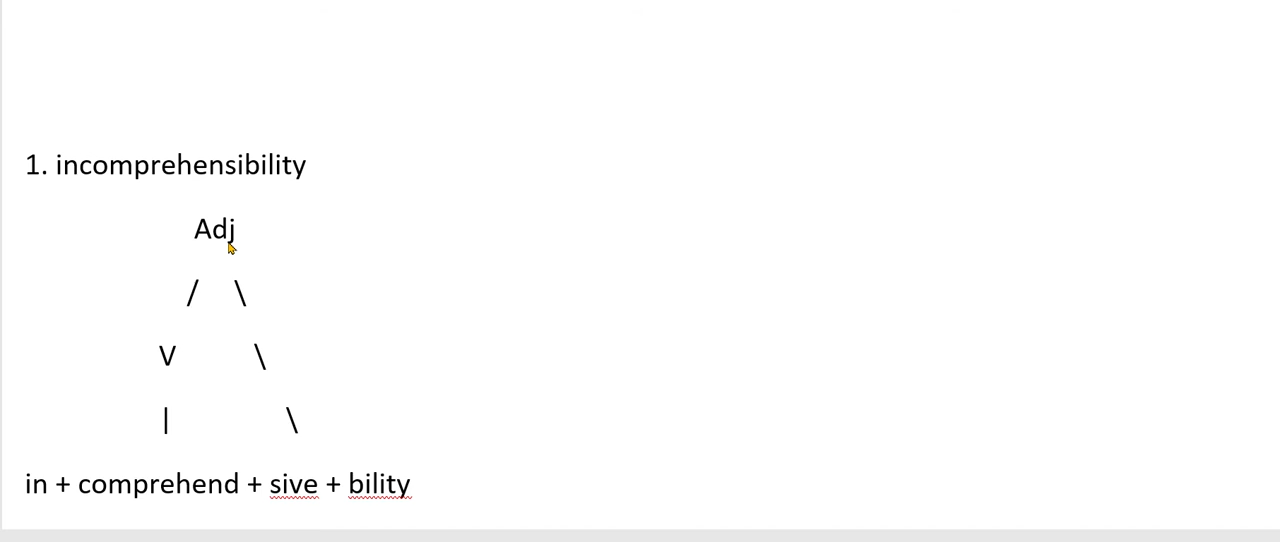 1. incomprehensibility
Adj
/ \
V \
| \
in + comprehend + sive + bility